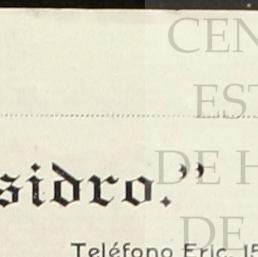 CEN
EST
sidro."
DE H
DE
Teléfono Eric, 15